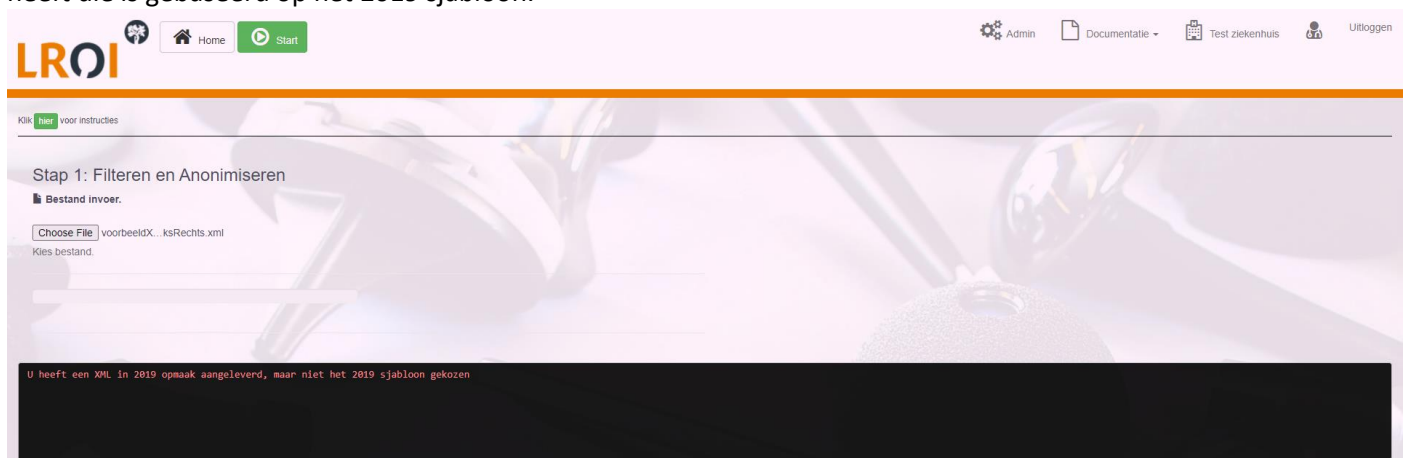 heeft die is gebaseerd op het 2019 sjabloon.
LROI Home Start Admin Documentatie Test ziekenhuis Uitloggen
Klik hier voor instructies
Stap 1: Filteren en Anonimiseren
Bestand invoer.
Choose File voorbeeldX...ksRechts.xml
Kies bestand.
U heeft een XML in 2019 opmaak aangeleverd, maar niet het 2019 sjabloon gekozen